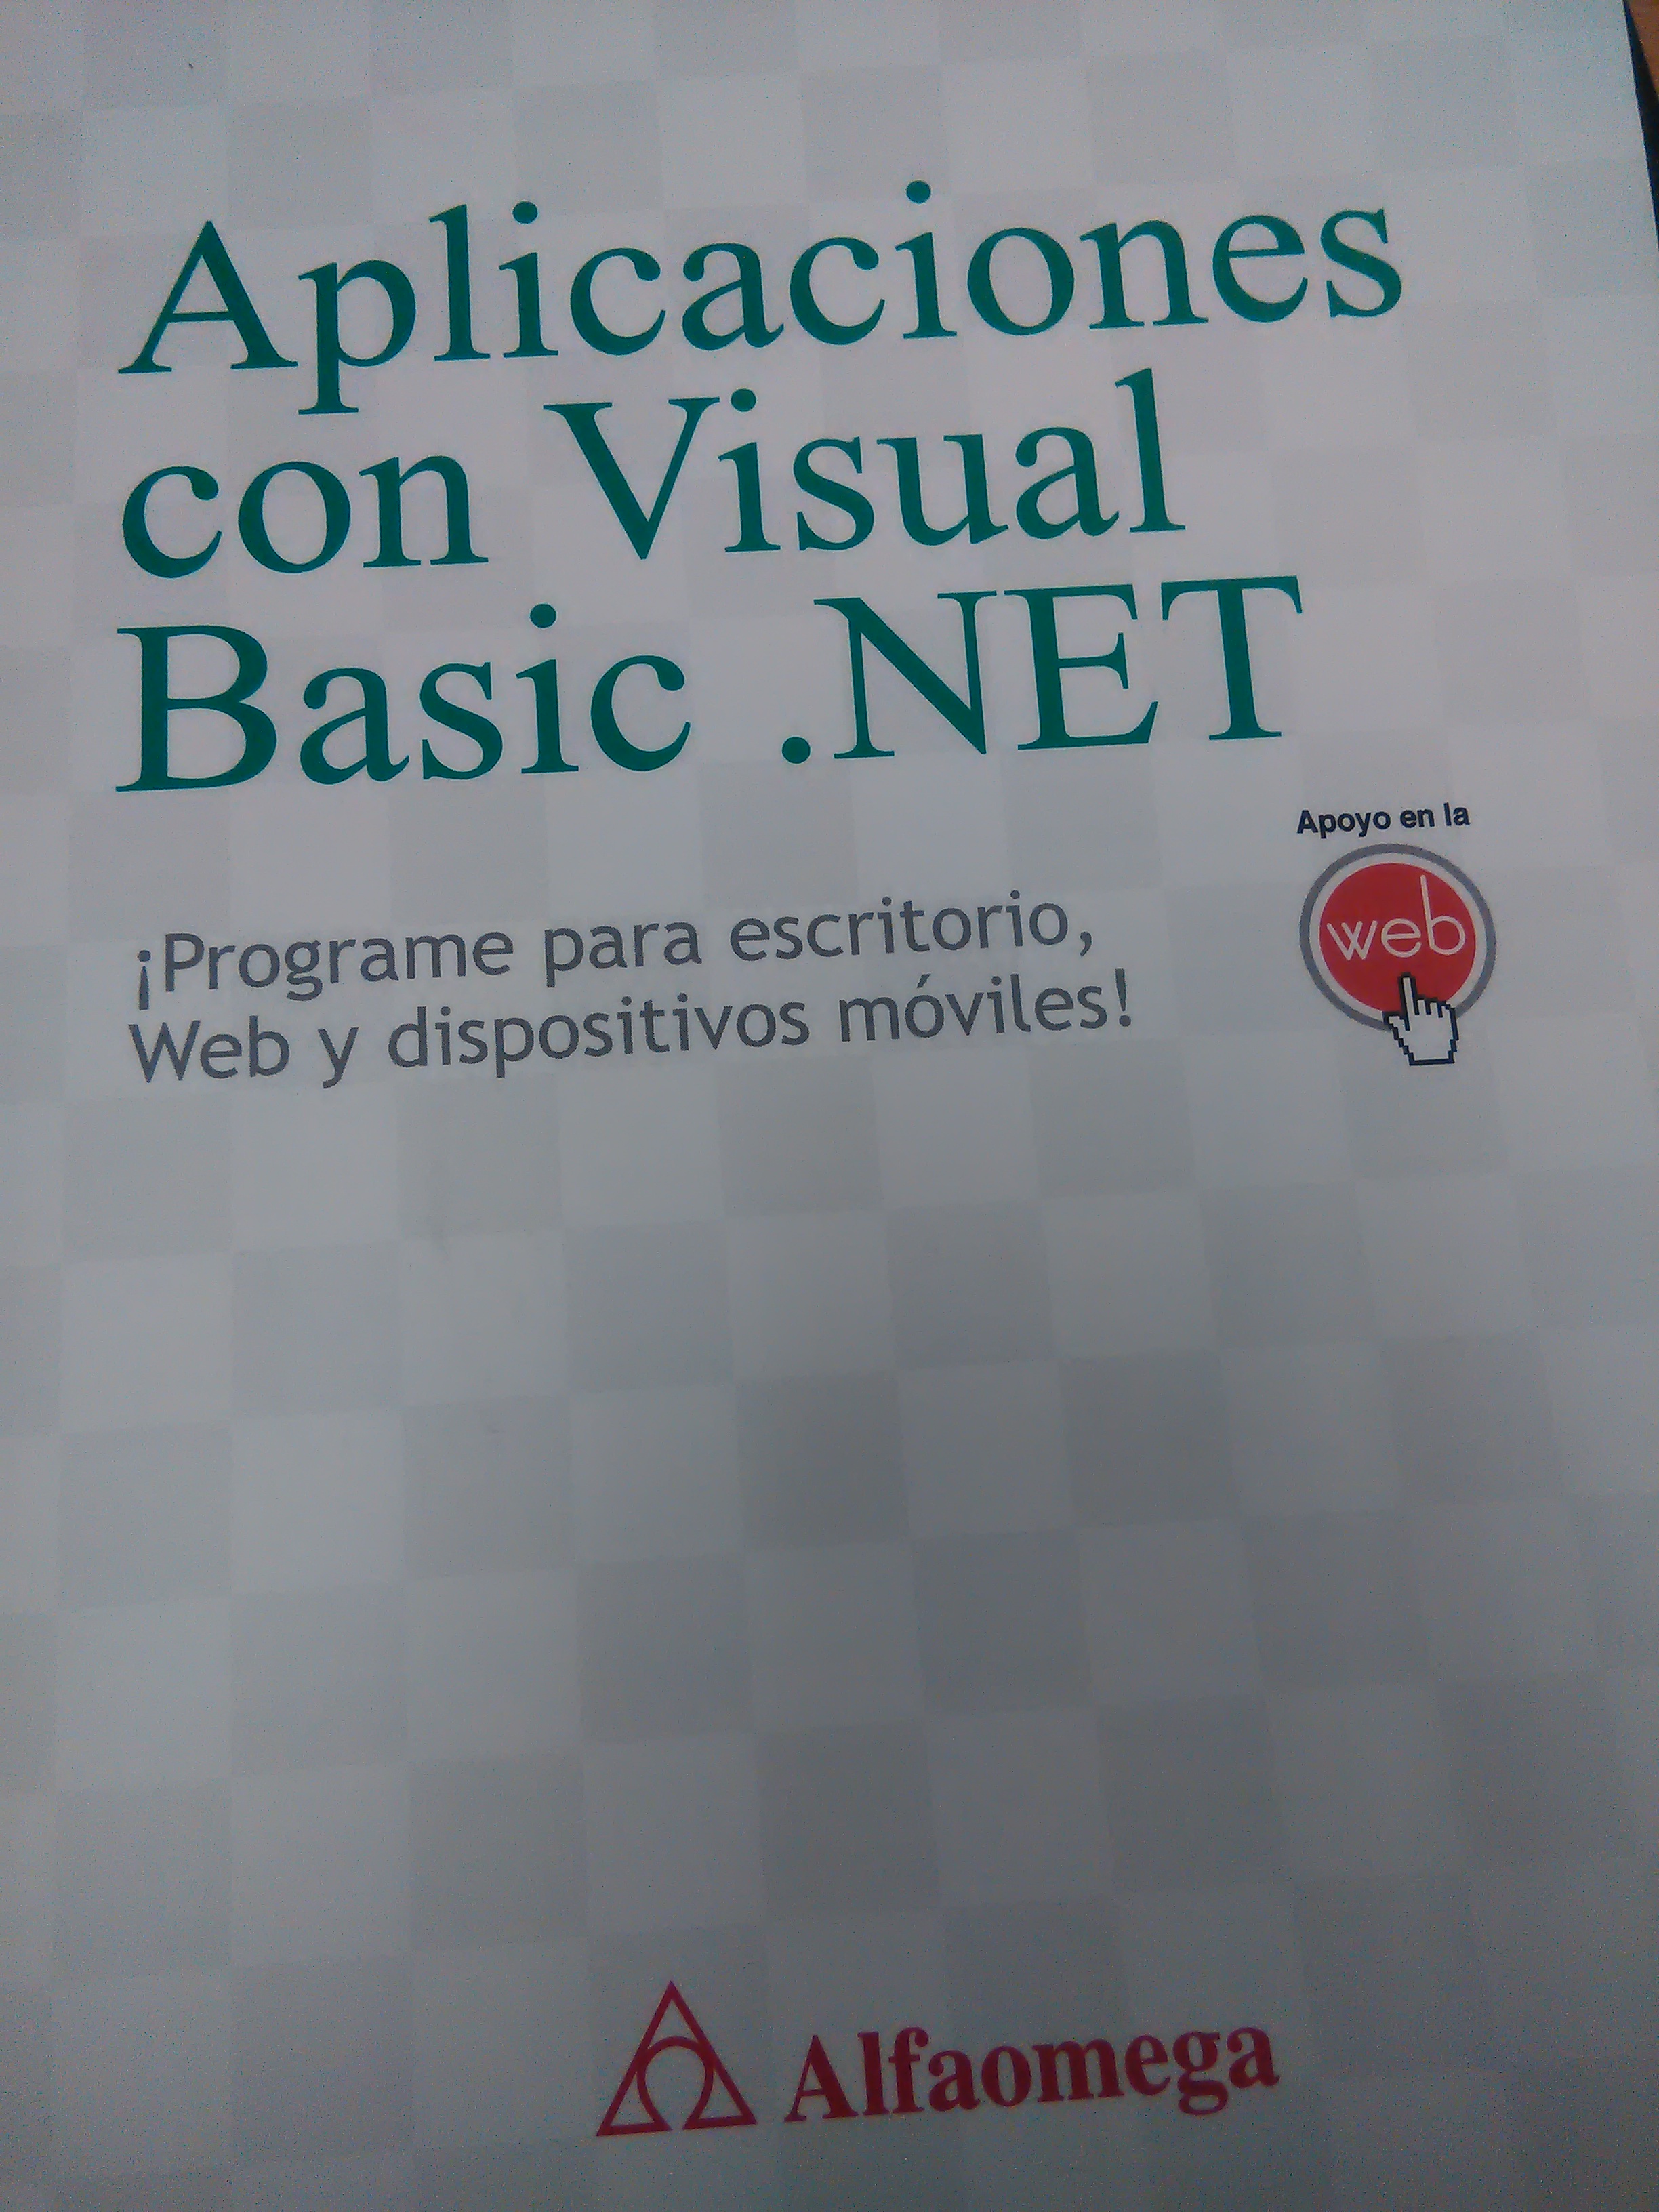 Aplicaciones
con Visual
Basic .NET
Apoyo en la
web
¡Programe para escritorio,
Web y dispositivos móviles!
Alfaomega